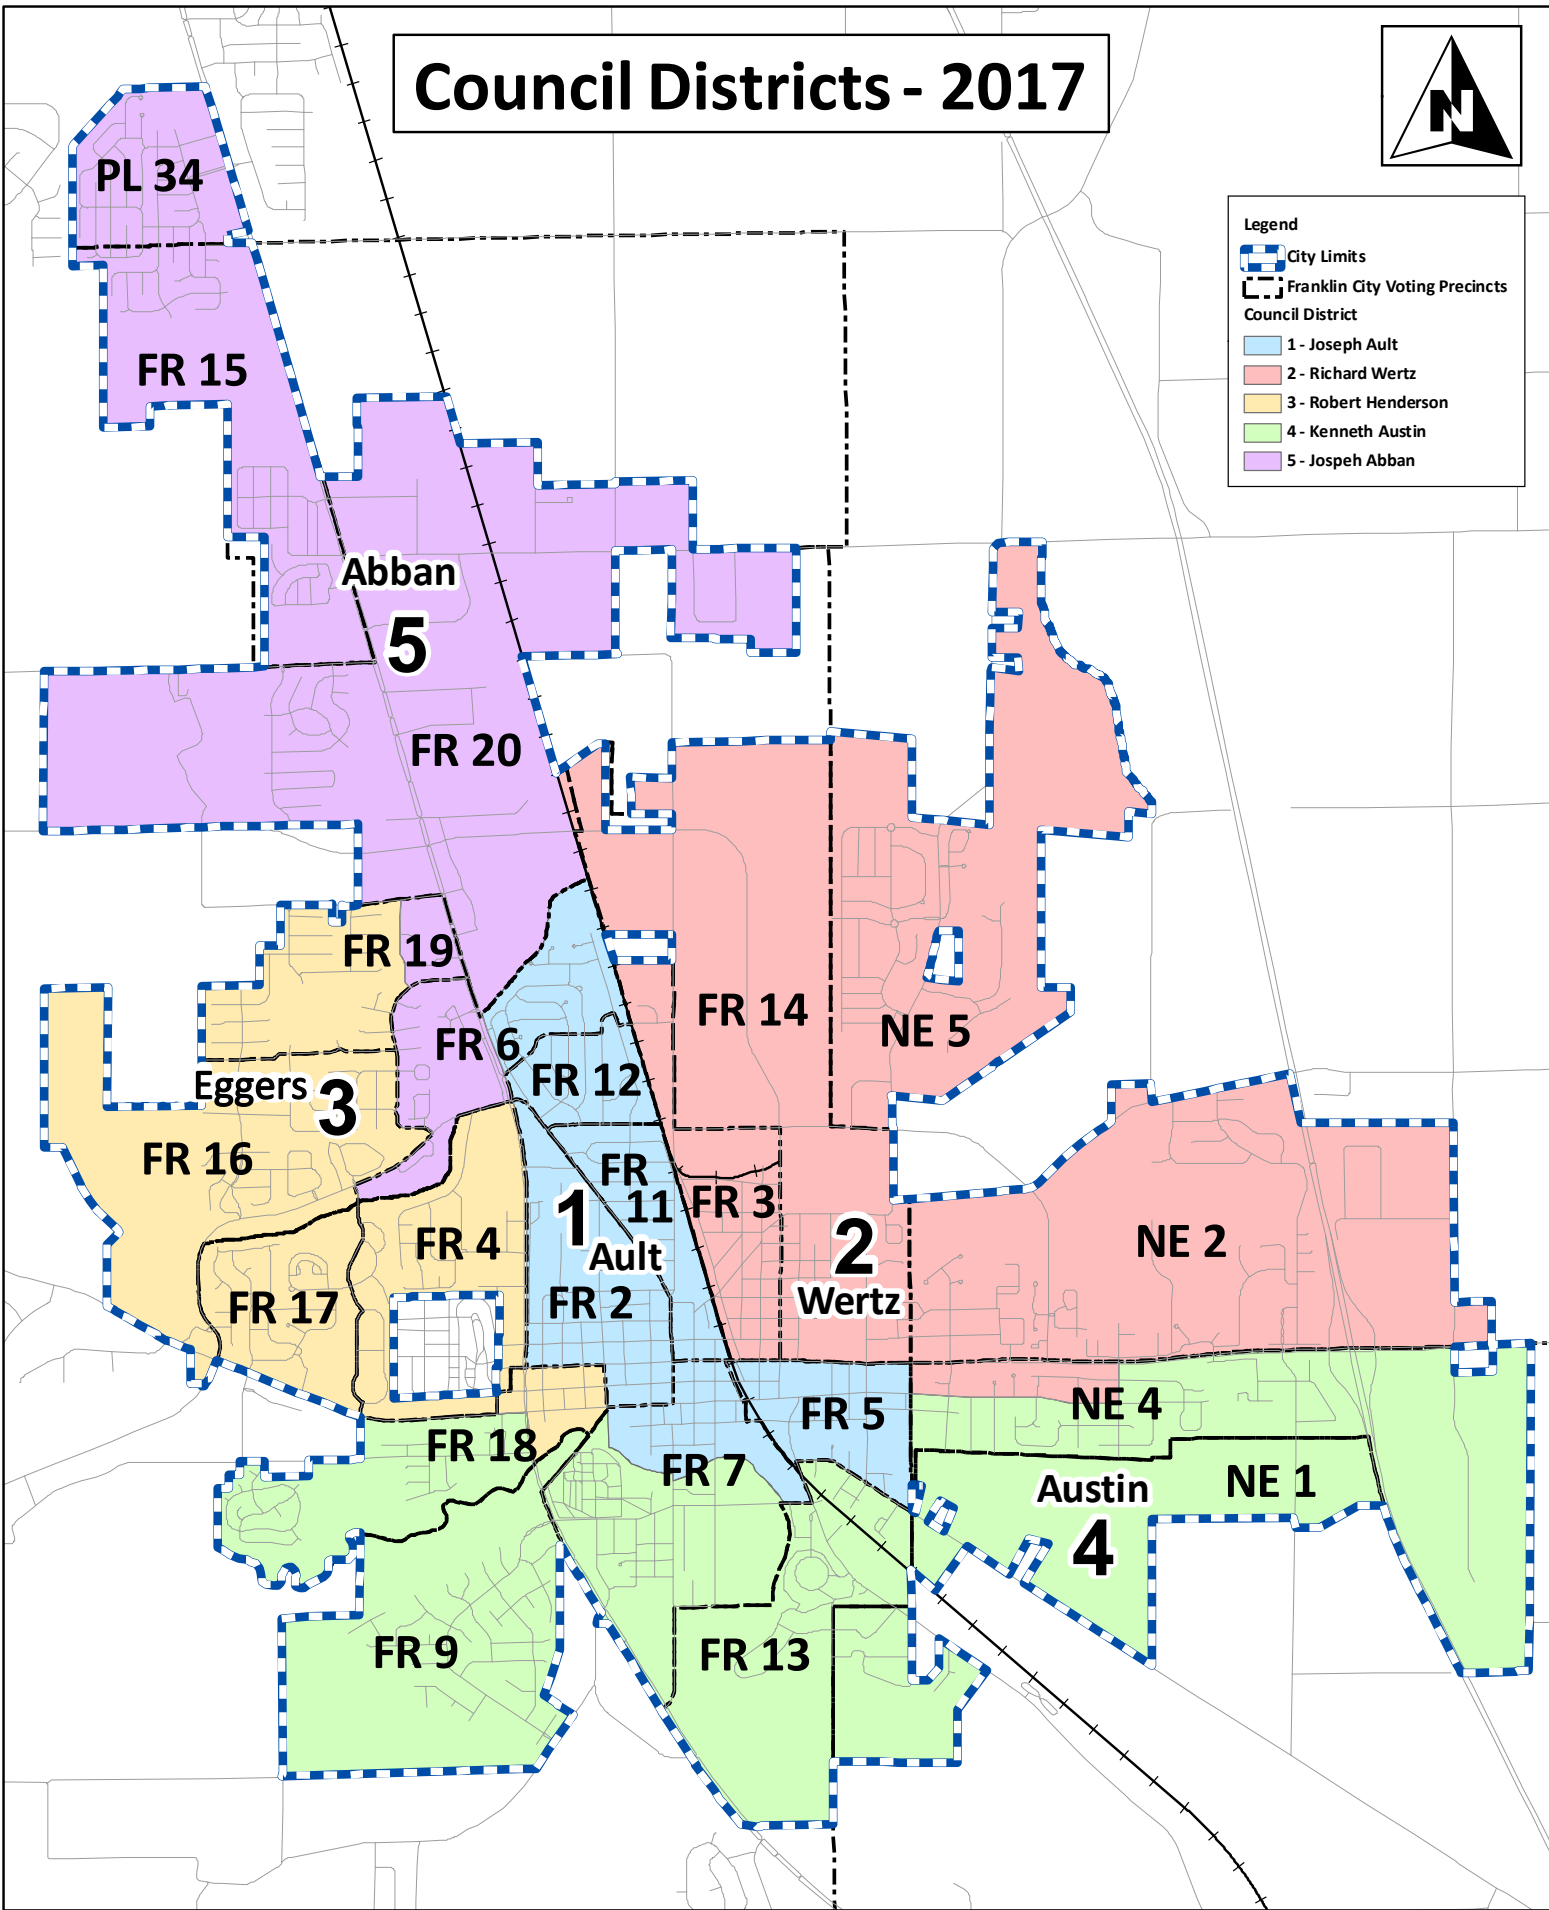 Council Districts - 2017
N
Legend
City Limits
Franklin City Voting Precincts
Council District
1 - Joseph Ault
2 - Richard Wertz
3 - Robert Henderson
4 - Kenneth Austin
5 - Jospeh Abban
PL 34
FR 15
Abban
5
FR 20
FR 19
FR 14
FR 6
NE 5
FR 12
Eggers
3
FR 16
FR
11
FR 3
1
Ault
FR 4
2
Wertz
NE 2
FR 17
FR 2
FR 5
NE 4
FR 18
FR 7
Austin
4
NE 1
FR 9
FR 13